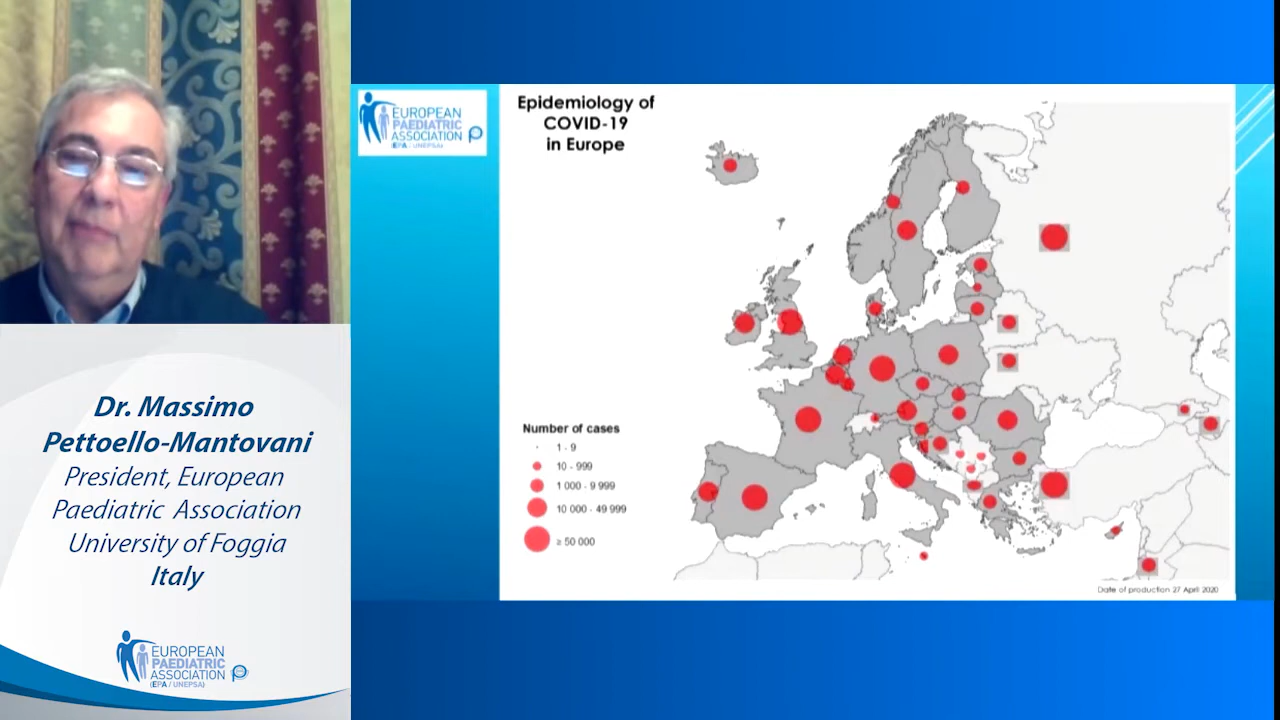 EUROPEAN
PAEDIATRIC
ASSOCIATION
(EPA / UNEPSA)
Epidemiology of
COVID-19
in Europe
Number of cases
1 - 9
10 - 999
1 000 - 9 999
10 000 - 49 999
≥ 50 000
Date of production 27 April 2020
Dr. Massimo
Pettoello-Mantovani
President, European
Paediatric Association
University of Foggia
Italy
EUROPEAN
PAEDIATRIC
ASSOCIATION
(EPA / UNEPSA)